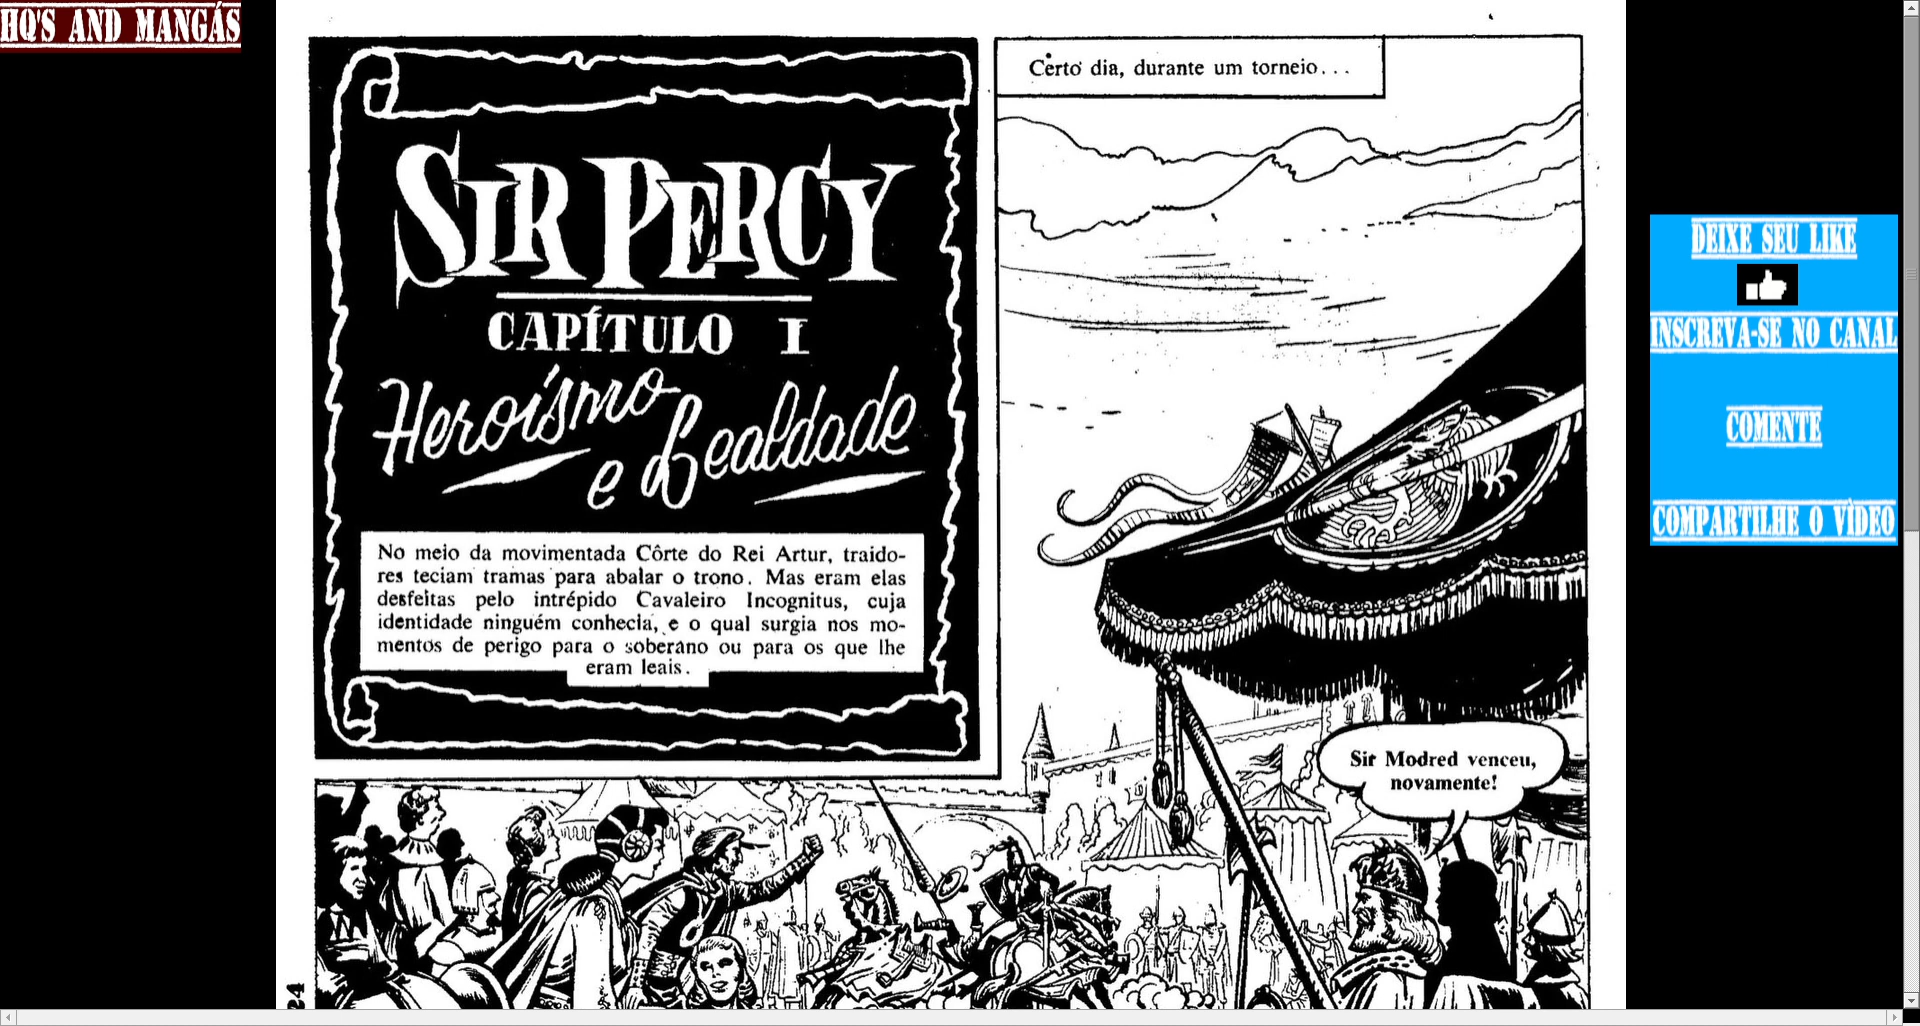 HQ'S AND MANGÁS
SIR PERCY
CAPÍTULO I
Heroísmo
e Lealdade
No meio da movimentada Côrte do Rei Artur, traido-
res teciam tramas para abalar o trono. Mas eram elas
desfeitas pelo intrépido Cavaleiro Incognitus, cuja
identidade ninguém conhecia, e o qual surgia nos mo-
mentos de perigo para o soberano ou para os que lhe
eram leais.
Certo dia, durante um torneio...
Sir Modred venceu,
novamente!
24
DEIXE SEU LIKE
INSCREVA-SE NO CANAL
COMENTE
COMPARTILHE O VÍDEO